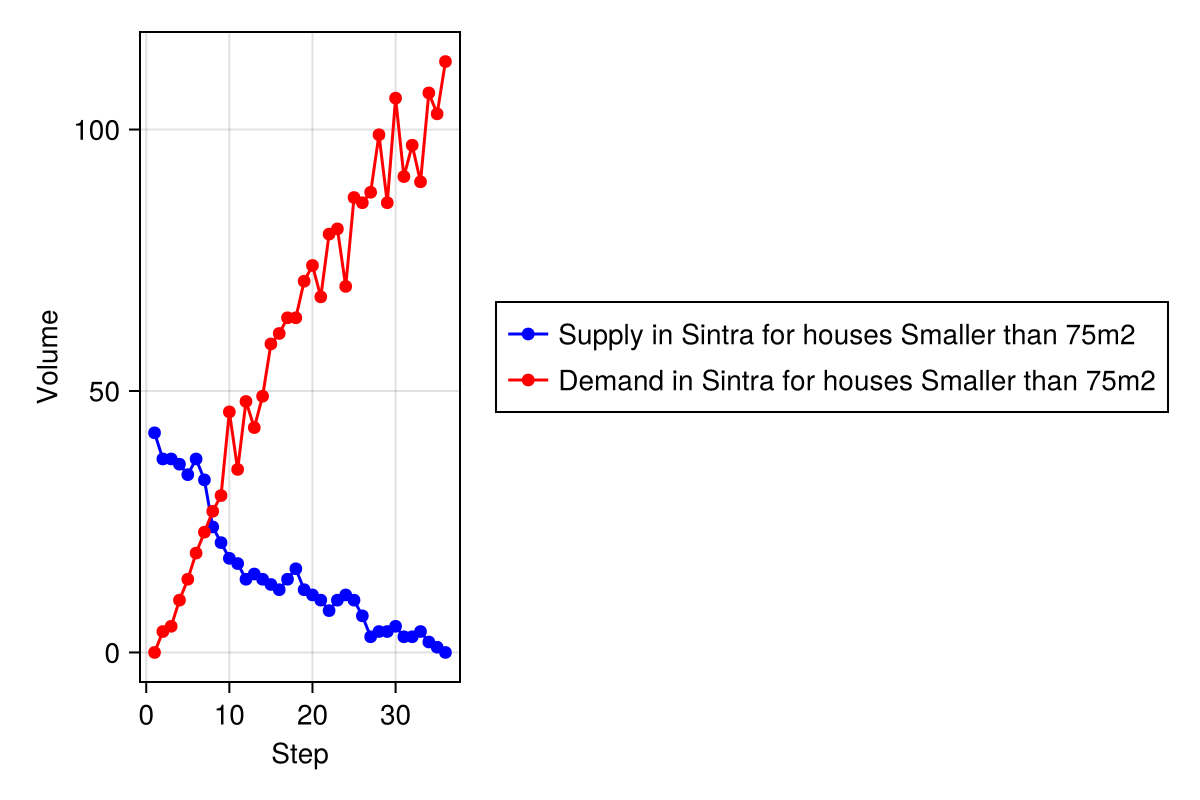 100
50
0
Volume
0 10 20 30
Step
Supply in Sintra for houses Smaller than 75m2
Demand in Sintra for houses Smaller than 75m2